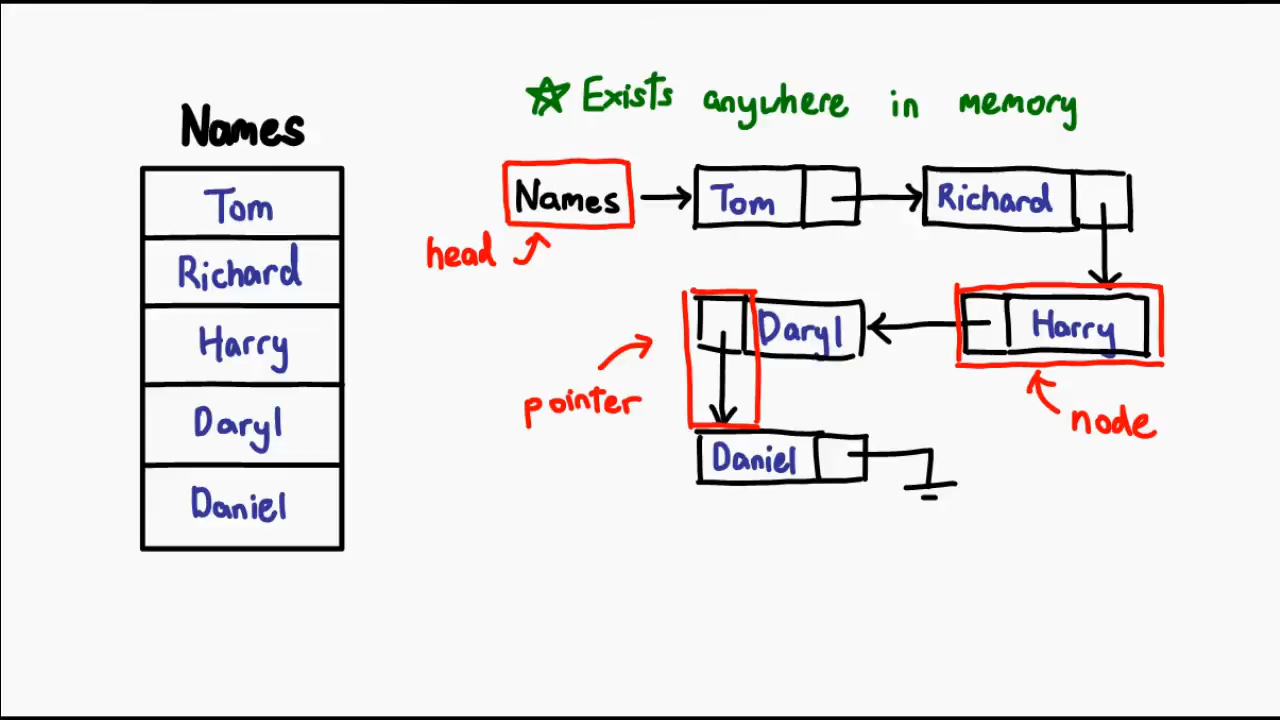 Names
Tom
Richard
Harry
Daryl
Daniel
☆ Exists anywhere in memory
Names
Tom
Richard
head
Daryl
Harry
pointer
node
Daniel